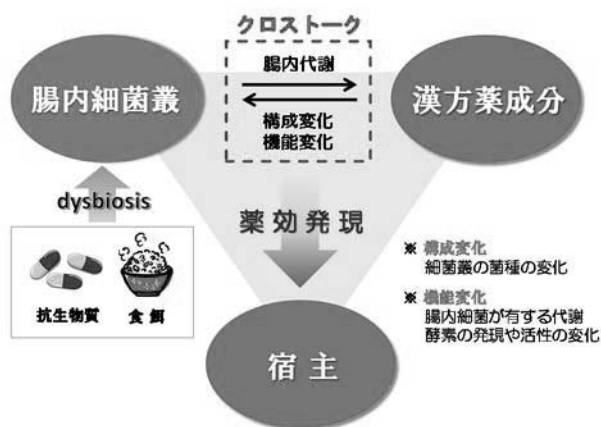 クロストーク
腸内細菌叢
腸内代謝
構成変化
機能変化
漢方薬成分
dysbiosis
抗生物質
食餌
薬効発現
※ 構成変化
細菌叢の菌種の変化
※ 機能変化
腸内細菌が有する代謝
酵素の発現や活性の変化
宿主